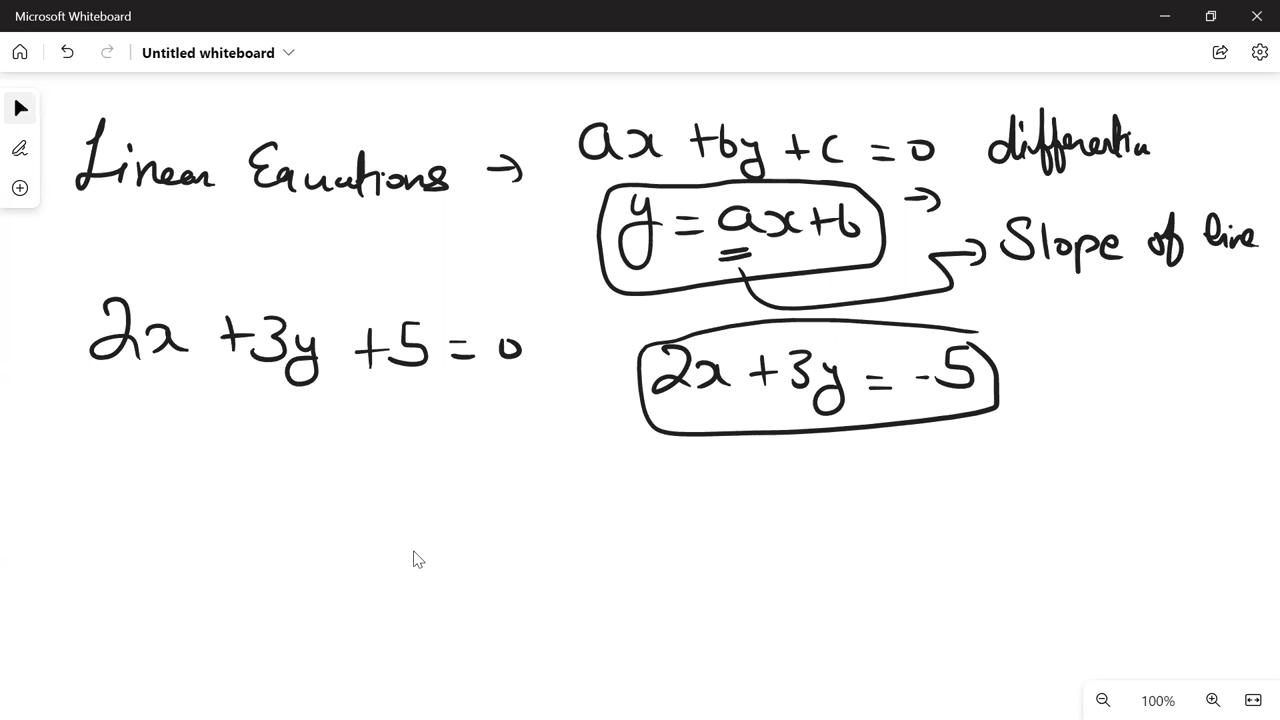 Microsoft Whiteboard
Untitled whiteboard
Linear Equations → ax + by + c = 0 differentia
y = ax + b →
Slope of line
2x + 3y + 5 = 0
2x + 3y = -5
100%